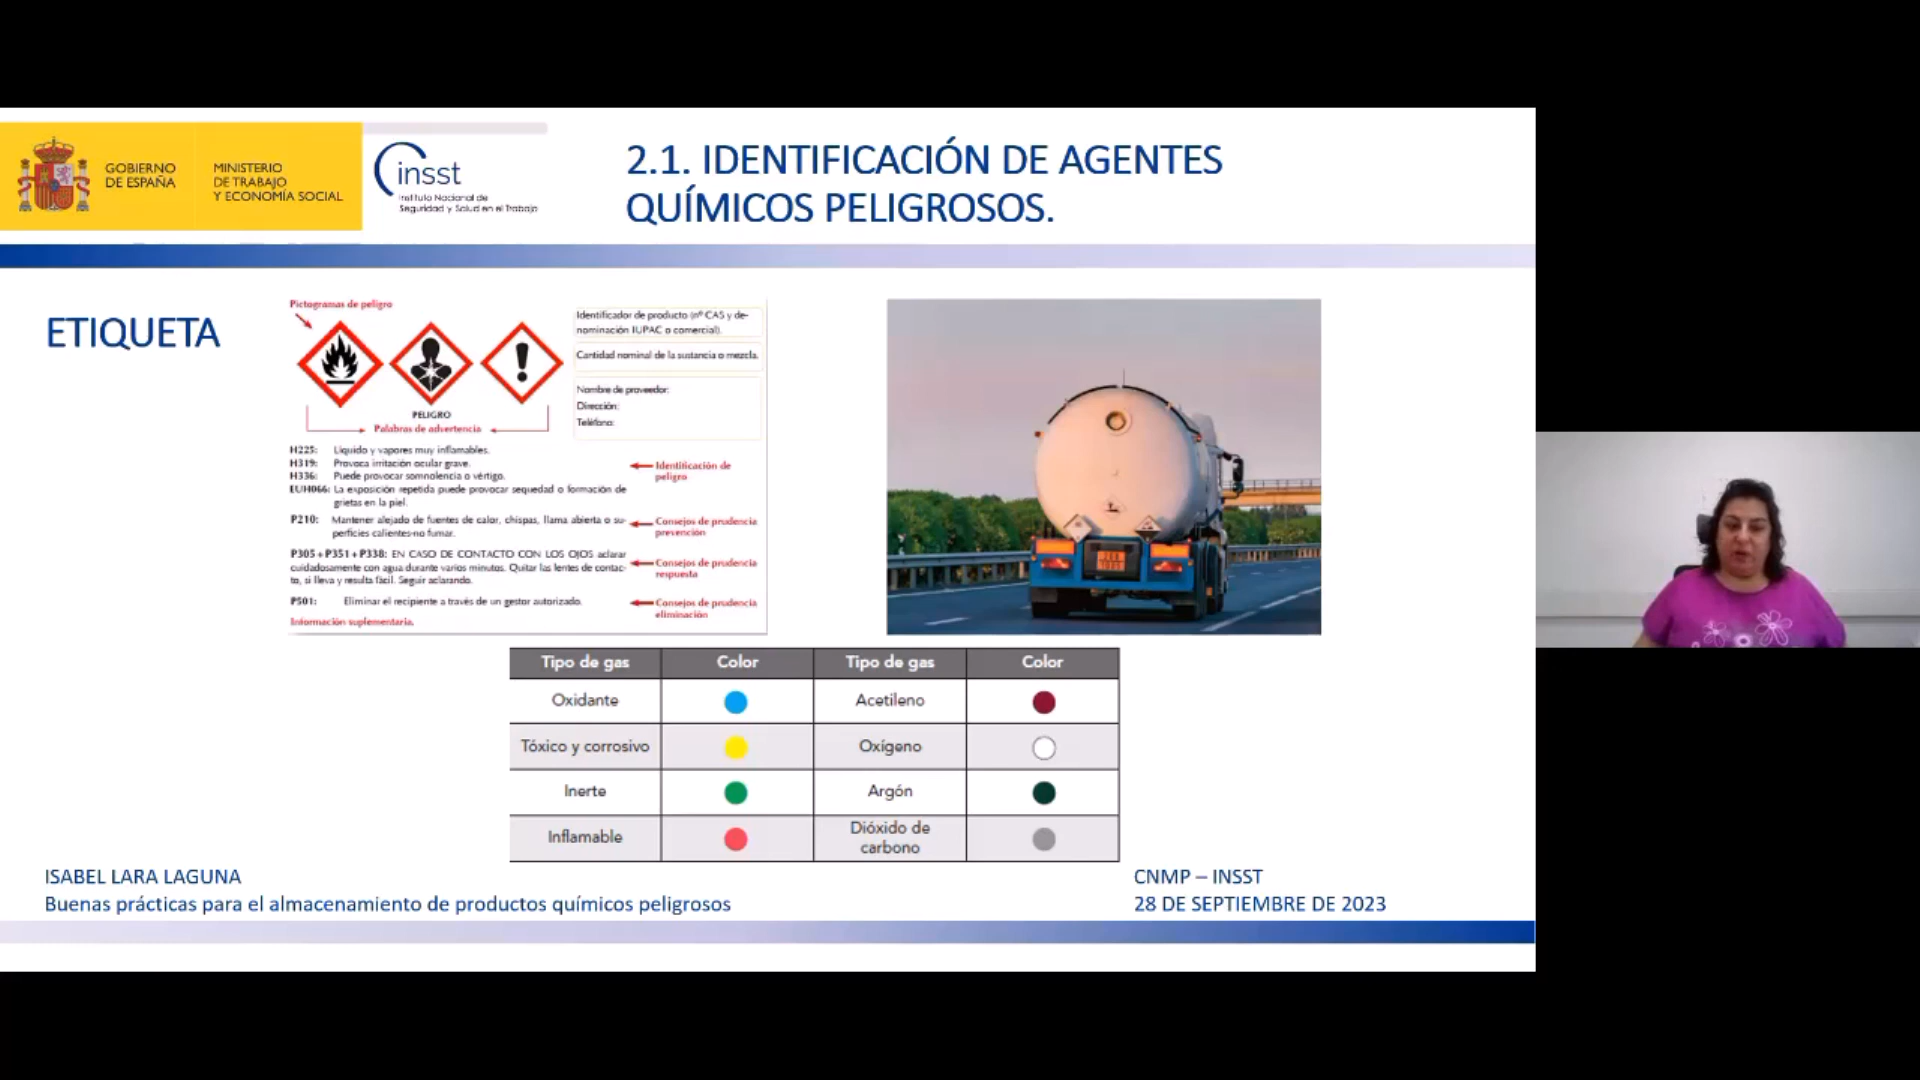 GOBIERNO
DE ESPAÑA
MINISTERIO
DE TRABAJO
Y ECONOMÍA SOCIAL
insst
Instituto Nacional de
Seguridad y Salud en el Trabajo
2.1. IDENTIFICACIÓN DE AGENTES
QUÍMICOS PELIGROSOS.
ETIQUETA
Pictogramas de peligro
PELIGRO
Palabras de advertencia
Identificador de producto (nº CAS y de-
nominación IUPAC o comercial).
Cantidad nominal de la sustancia o mezcla.
Nombre de proveedor:
Dirección:
Teléfono:
H225: Líquido y vapores muy inflamables.
H319: Provoca irritación ocular grave.
H336: Puede provocar somnolencia o vértigo.
EUH066: La exposición repetida puede provocar sequedad o formación de
grietas en la piel.
Identificación de
peligro
P210: Mantener alejado de fuentes de calor, chispas, llama abierta o su-
perficies calientes-no fumar.
Consejos de prudencia
prevención
P305+P351+P338: EN CASO DE CONTACTO CON LOS OJOS aclarar
cuidadosamente con agua durante varios minutos. Quitar las lentes de contac-
to, si lleva y resulta fácil. Seguir aclarando.
Consejos de prudencia
respuesta
P501: Eliminar el recipiente a través de un gestor autorizado.
Consejos de prudencia
eliminación
Información suplementaria.
Tipo de gas Color Tipo de gas Color
Oxidante Acetileno
Tóxico y corrosivo Oxígeno
Inerte Argón
Inflamable Dióxido de
carbono
ISABEL LARA LAGUNA
Buenas prácticas para el almacenamiento de productos químicos peligrosos
CNMP – INSST
28 DE SEPTIEMBRE DE 2023